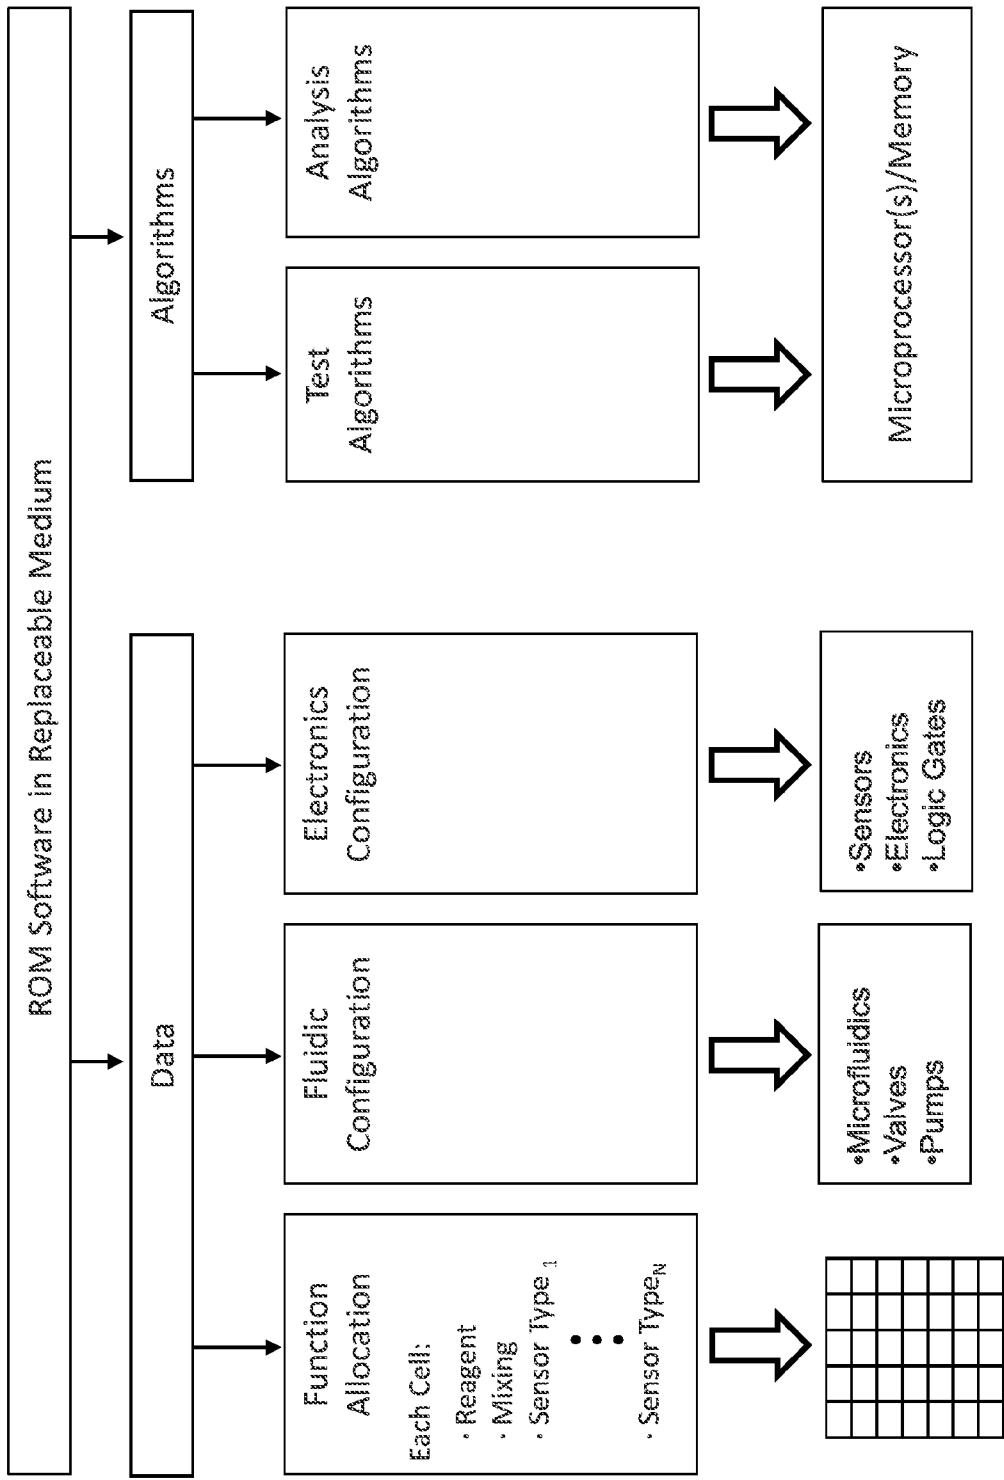 ROM Software in Replaceable Medium
Data
Algorithms
Function
Allocation
Each Cell:
· Reagent
· Mixing
· Sensor Type 1
· Sensor TypeN
Fluidic
Configuration
Electronics
Configuration
Test
Algorithms
Analysis
Algorithms
•Microfluidics
•Valves
•Pumps
•Sensors
•Electronics
•Logic Gates
Microprocessor(s)/Memory